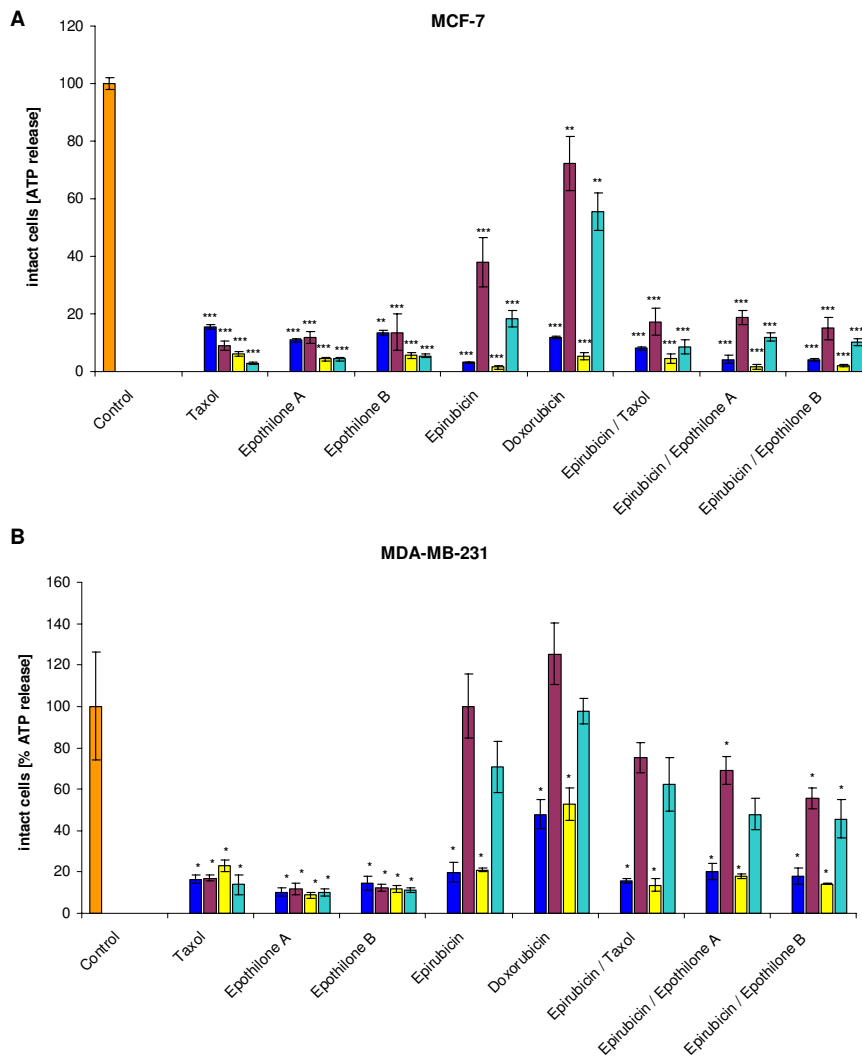 A
MCF-7
intact cells [ATP release]
120
100
80
60
40
20
0
** 
**
***
***
*** *** *** ***
*** *** *** ***
** *** *** ***
*** ***
*** ***
*** *** *** ***
*** *** *** ***
*** *** *** ***
Control
Taxol
Epothilone A
Epothilone B
Epirubicin
Doxorubicin
Epirubicin / Taxol
Epirubicin / Epothilone A
Epirubicin / Epothilone B
B
MDA-MB-231
intact cells [% ATP release]
160
140
120
100
80
60
40
20
0
* * * *
* * * *
* * * *
* *
* *
* *
* * *
* * * *
Control
Taxol
Epothilone A
Epothilone B
Epirubicin
Doxorubicin
Epirubicin / Taxol
Epirubicin / Epothilone A
Epirubicin / Epothilone B